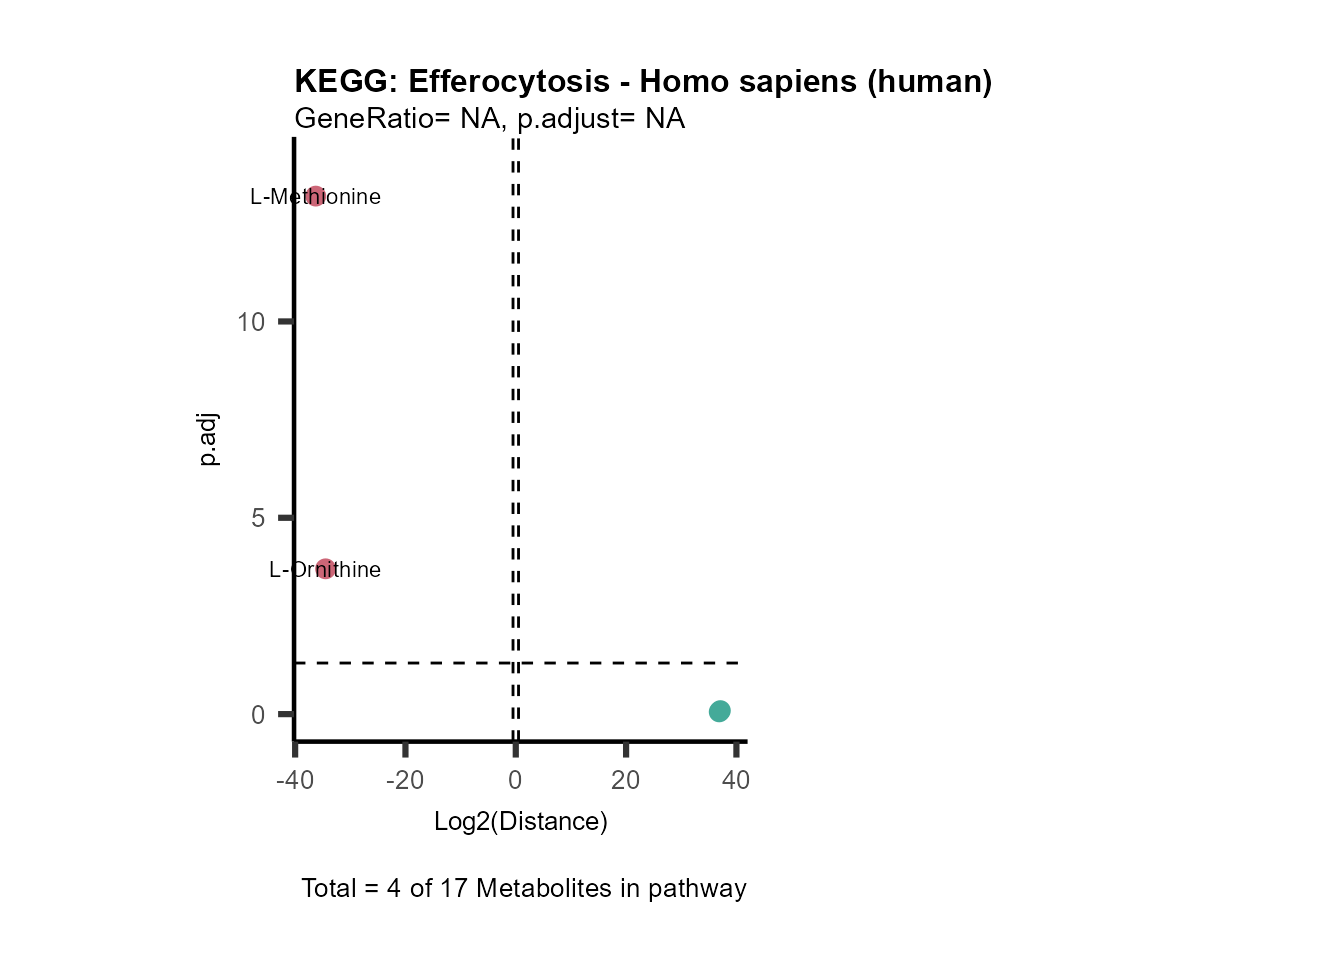 KEGG: Efferocytosis - Homo sapiens (human)
GeneRatio= NA, p.adjust= NA
L-Methionine
10
p.adj
5
L-Ornithine
0
-40 -20 0 20 40
Log2(Distance)
Total = 4 of 17 Metabolites in pathway